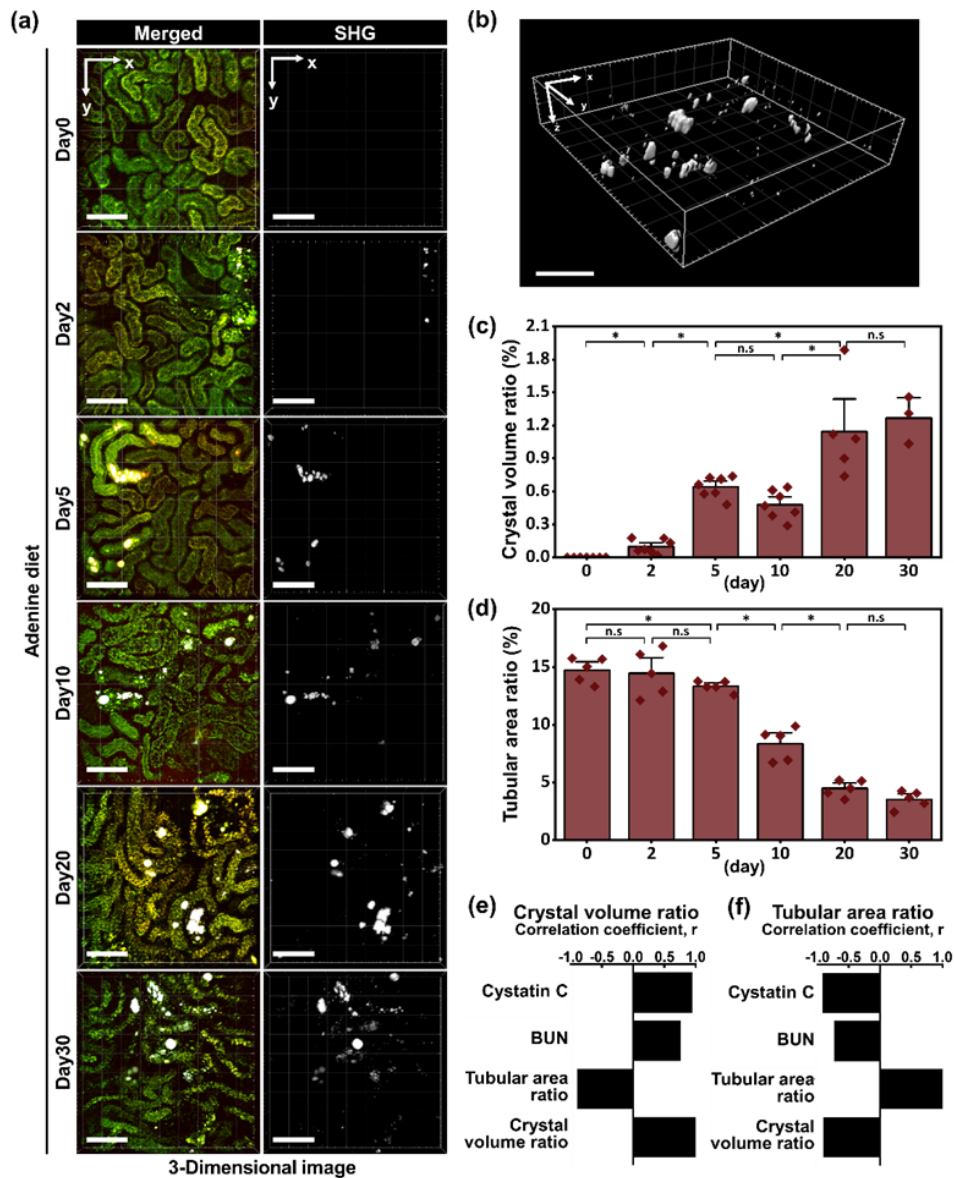 (a)
Merged
SHG
x
y
x
y
Day0
Day2
Day5
Day10
Day20
Day30
Adenine diet
3-Dimensional image
(b)
x
y
z
(c)
Crystal volume ratio (%)
2.1
1.8
1.5
1.2
0.9
0.6
0.3
0.0
* * * n.s
n.s *
0 2 5 10 20 30
(day)
(d)
Tubular area ratio (%)
20
15
10
5
0
* * * n.s
n.s n.s
0 2 5 10 20 30
(day)
(e)
Crystal volume ratio
Correlation coefficient, r
-1.0 -0.5 0.0 0.5 1.0
Cystatin C
BUN
Tubular area
ratio
Crystal
volume ratio
(f)
Tubular area ratio
Correlation coefficient, r
-1.0 -0.5 0.0 0.5 1.0
Cystatin C
BUN
Tubular area
ratio
Crystal
volume ratio